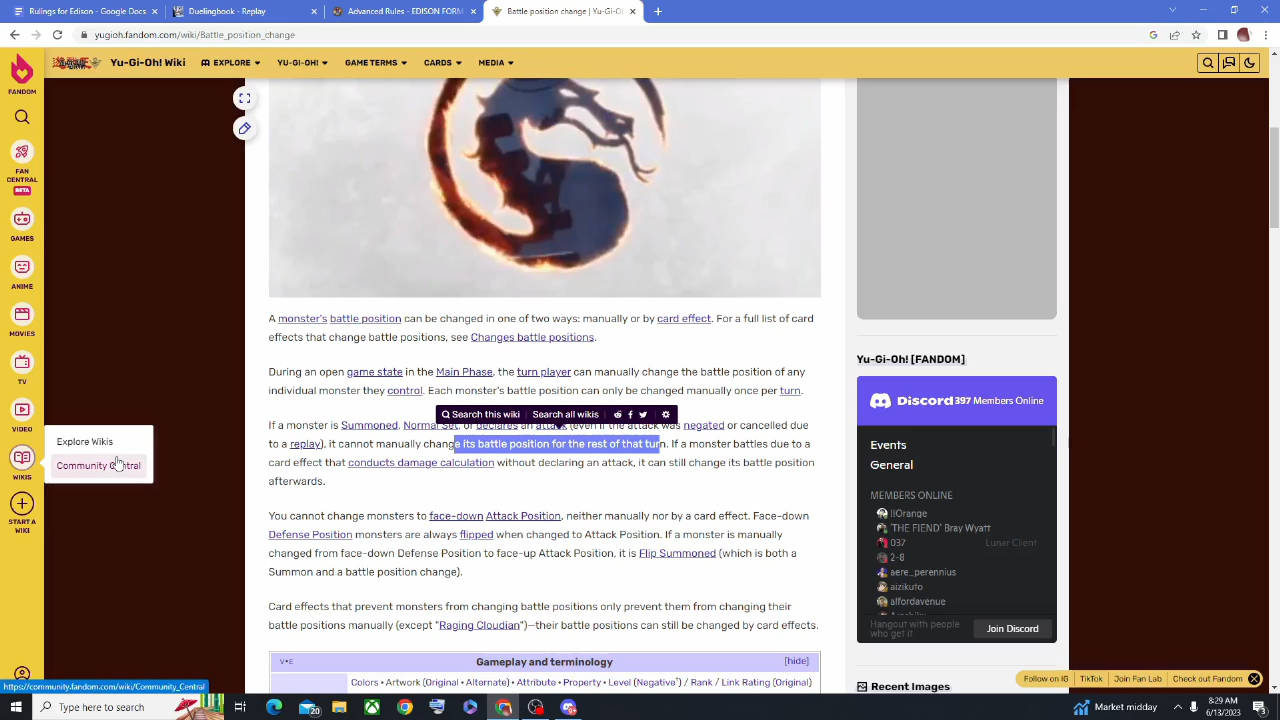 Rulings for Edison - Google Docs
Duelingbook - Replay
Advanced Rules - EDISON FORM
Battle position change | Yu-Gi-Oh
yugioh.fandom.com/wiki/Battle_position_change
FANDOM
Yu-Gi-Oh! Wiki
EXPLORE
YU-GI-OH!
GAME TERMS
CARDS
MEDIA
FAN
CENTRAL
BETA
GAMES
ANIME
MOVIES
TV
VIDEO
WIKIS
START A
WIKI
Explore Wikis
Community Central
A monster's battle position can be changed in one of two ways: manually or by card effect. For a full list of card
effects that change battle positions, see Changes battle positions.
During an open game state in the Main Phase, the turn player can manually change the battle position of any
individual monster they control. Each monster's battle position can only be changed manually once per turn.
Search this wiki
Search all wikis
If a monster is Summoned, Normal Set, or declares an attack (even if the attack was negated or cancelled due
to a replay), it cannot manually change its battle position for the rest of that turn. If a monster battles due to a
card effect that conducts damage calculation without declaring an attack, it can still change its battle position
afterwards.
You cannot change monsters to face-down Attack Position, neither manually nor by a card effect. Face-down
Defense Position monsters are always flipped when changed to Attack Position. If a monster is manually
changed from face-down Defense Position to face-up Attack Position, it is Flip Summoned (which is both a
Summon and a battle position change).
Card effects that prevent monsters from changing battle positions only prevent them from changing their
battle positions manually (except "Raging Cloudian")—their battle positions can still be changed by card effects.
V•E
Gameplay and terminology
[hide]
Colors • Artwork (Original • Alternate) • Attribute • Property • Level (Negative) / Rank / Link Rating (Original)
Yu-Gi-Oh! [FANDOM]
Discord 397 Members Online
Events
General
MEMBERS ONLINE
!!Orange
'THE FIEND' Bray Wyatt
037
Lunar Client
2-8
aere_perennius
aizikuto
alfordavenue
Hangout with people
who get it
Join Discord
Recent Images
Follow on IG
TikTok
Join Fan Lab
Check out Fandom
https://community.fandom.com/wiki/Community_Central
Type here to search
20
Market midday
8:29 AM
6/13/2023
3